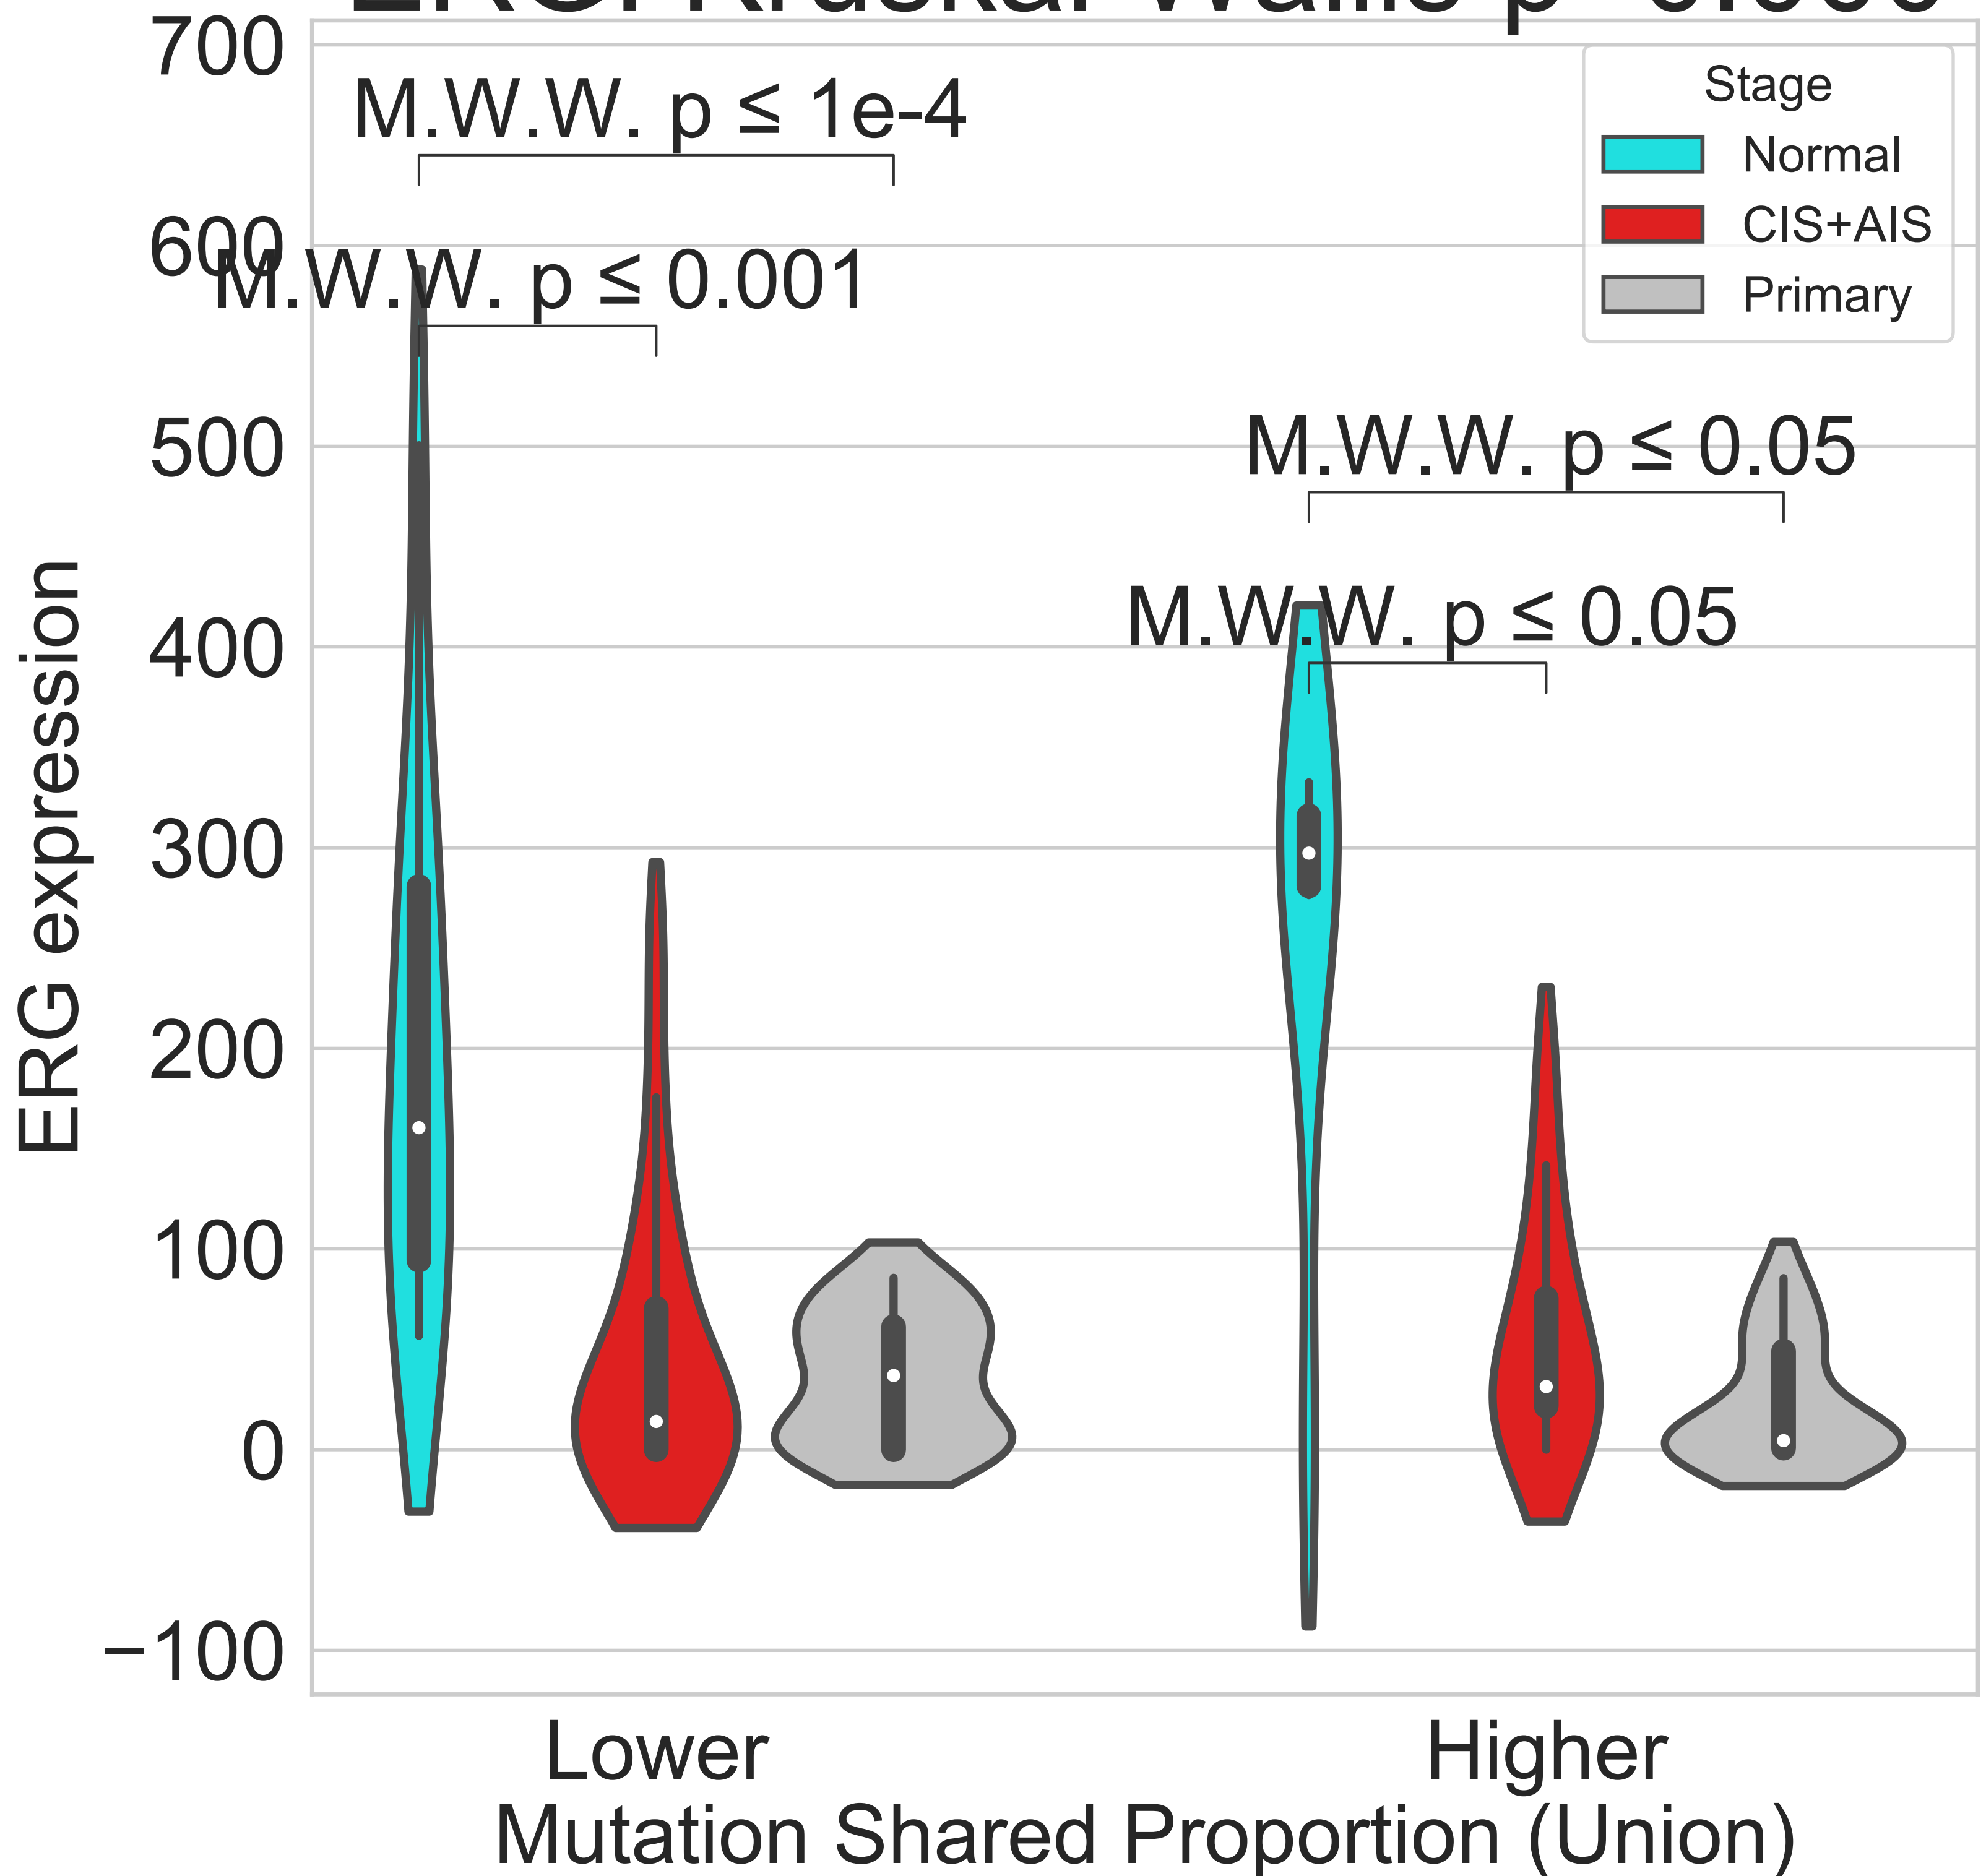 700
M.W.W. p ≤ 1e-4
Stage
Normal
CIS+AIS
Primary
600
M.W.W. p ≤ 0.001
500
M.W.W. p ≤ 0.05
400
M.W.W. p ≤ 0.05
300
200
100
0
−100
ERG expression
Lower
Higher
Mutation Shared Proportion (Union)